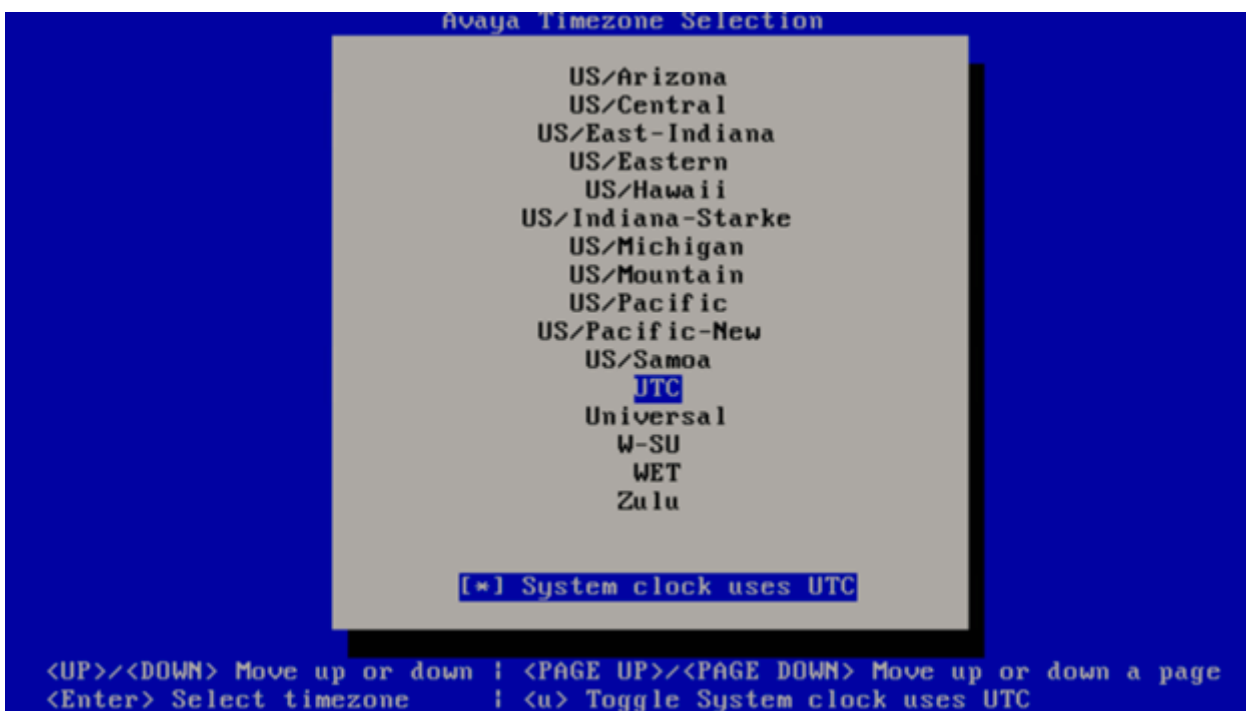 Avaya Timezone Selection
US/Arizona
US/Central
US/East-Indiana
US/Eastern
US/Hawaii
US/Indiana-Starke
US/Michigan
US/Mountain
US/Pacific
US/Pacific-New
US/Samoa
UTC
Universal
W-SU
WET
Zulu
[*] System clock uses UTC
<UP>/<DOWN> Move up or down | <PAGE UP>/<PAGE DOWN> Move up or down a page
<Enter> Select timezone | <u> Toggle System clock uses UTC